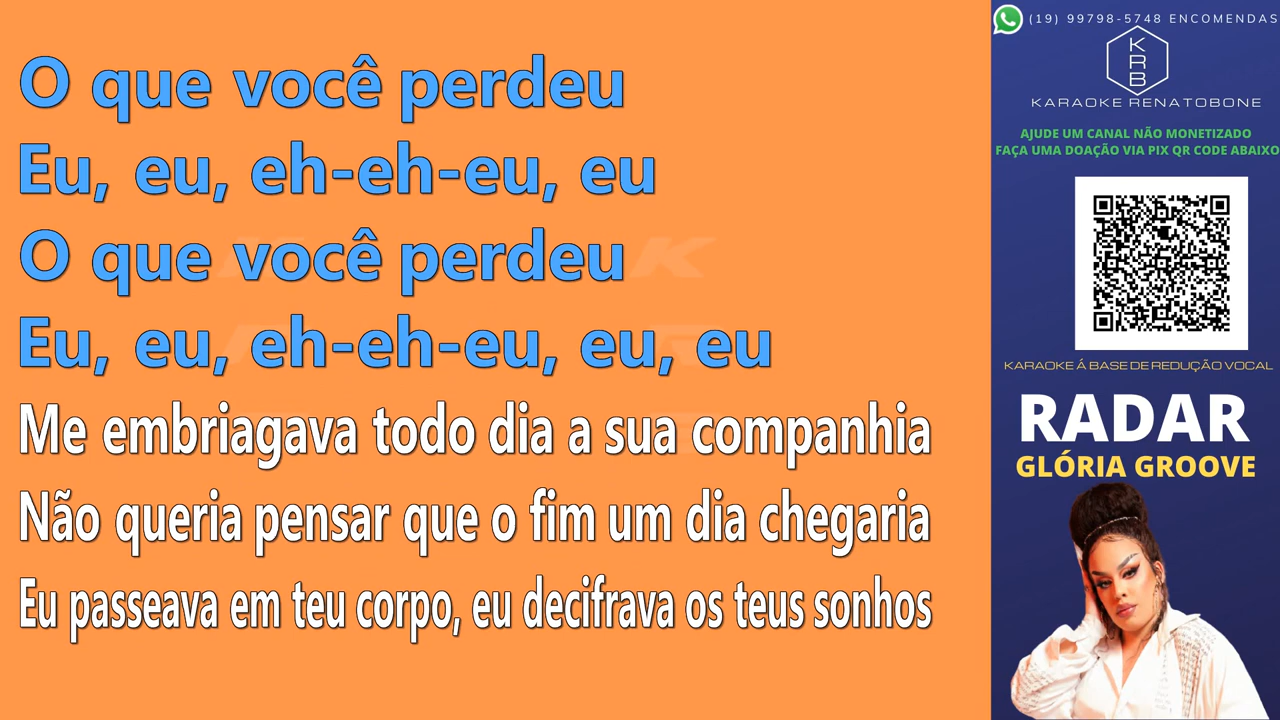 O que você perdeu
Eu, eu, eh-eh-eu, eu
O que você perdeu
Eu, eu, eh-eh-eu, eu, eu
Me embriagava todo dia a sua companhia
Não queria pensar que o fim um dia chegaria
Eu passeava em teu corpo, eu decifrava os teus sonhos
(19) 99798-5748 ENCOMENDAS
K
R
B
KARAOKE RENATOBONE
AJUDE UM CANAL NÃO MONETIZADO
FAÇA UMA DOAÇÃO VIA PIX QR CODE ABAIXO
KARAOKE Á BASE DE REDUÇÃO VOCAL
RADAR
GLÓRIA GROOVE